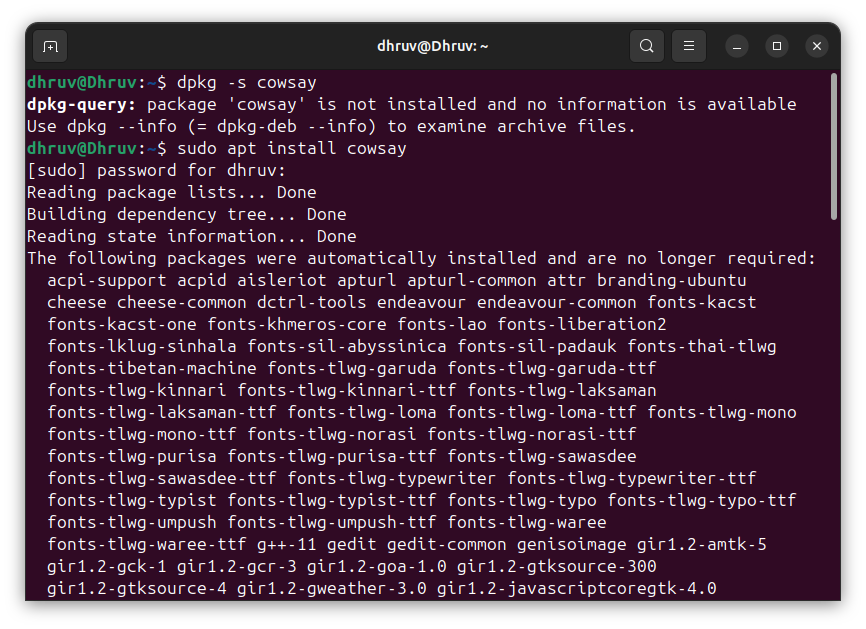 dhruv@Dhruv: ~
dhruv@Dhruv:~$ dpkg -s cowsay
dpkg-query: package 'cowsay' is not installed and no information is available
Use dpkg --info (= dpkg-deb --info) to examine archive files.
dhruv@Dhruv:~$ sudo apt install cowsay
[sudo] password for dhruv:
Reading package lists... Done
Building dependency tree... Done
Reading state information... Done
The following packages were automatically installed and are no longer required:
acpi-support acpid aisleriot apturl apturl-common attr branding-ubuntu
cheese cheese-common dctrl-tools endeavour endeavour-common fonts-kacst
fonts-kacst-one fonts-khmeros-core fonts-lao fonts-liberation2
fonts-lklug-sinhala fonts-sil-abyssinica fonts-sil-padauk fonts-thai-tlwg
fonts-tibetan-machine fonts-tlwg-garuda fonts-tlwg-garuda-ttf
fonts-tlwg-kinnari fonts-tlwg-kinnari-ttf fonts-tlwg-laksaman
fonts-tlwg-laksaman-ttf fonts-tlwg-loma fonts-tlwg-loma-ttf fonts-tlwg-mono
fonts-tlwg-mono-ttf fonts-tlwg-norasi fonts-tlwg-norasi-ttf
fonts-tlwg-purisa fonts-tlwg-purisa-ttf fonts-tlwg-sawasdee
fonts-tlwg-sawasdee-ttf fonts-tlwg-typewriter fonts-tlwg-typewriter-ttf
fonts-tlwg-typist fonts-tlwg-typist-ttf fonts-tlwg-typo fonts-tlwg-typo-ttf
fonts-tlwg-umpush fonts-tlwg-umpush-ttf fonts-tlwg-waree
fonts-tlwg-waree-ttf g++-11 gedit gedit-common genisoimage gir1.2-amtk-5
gir1.2-gck-1 gir1.2-gcr-3 gir1.2-goa-1.0 gir1.2-gtksource-300
gir1.2-gtksource-4 gir1.2-gweather-3.0 gir1.2-javascriptcoregtk-4.0